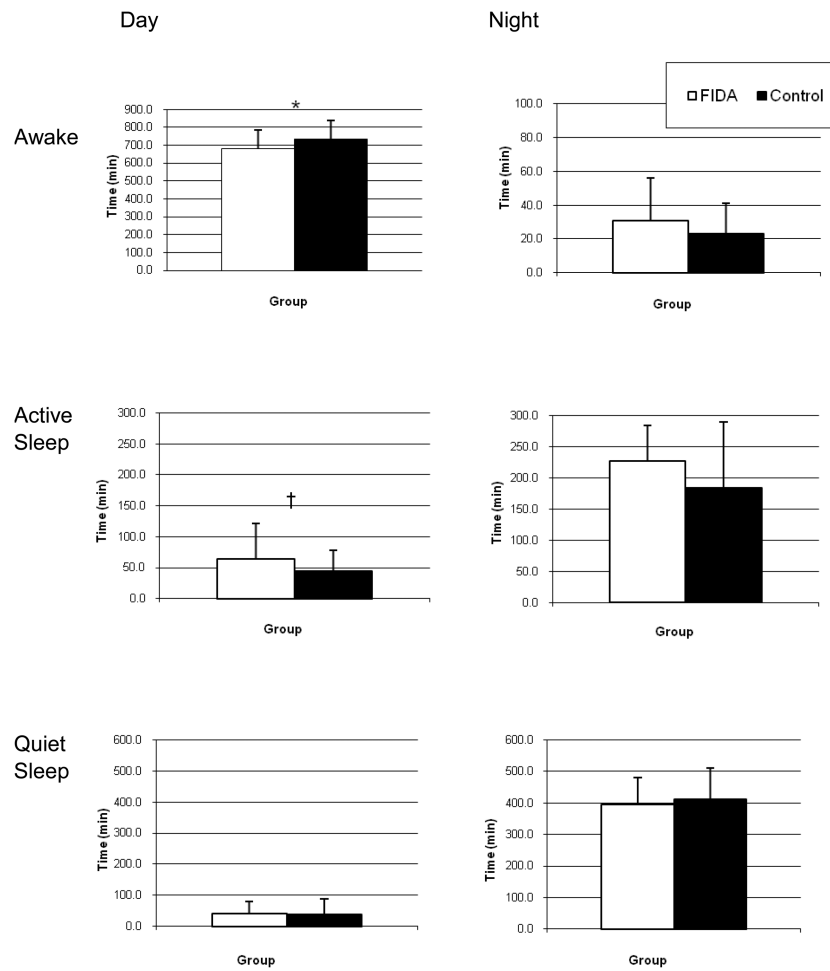 Day
Night
□ FIDA ■ Control
Awake
*
Time (min)
900.0
800.0
700.0
600.0
500.0
400.0
300.0
200.0
100.0
0.0
Group
Time (min)
100.0
80.0
60.0
40.0
20.0
0.0
Group
Active
Sleep
†
Time (min)
300.0
250.0
200.0
150.0
100.0
50.0
0.0
Group
Time (min)
300.0
250.0
200.0
150.0
100.0
50.0
0.0
Group
Quiet
Sleep
Time (min)
600.0
500.0
400.0
300.0
200.0
100.0
0.0
Group
Time (min)
600.0
500.0
400.0
300.0
200.0
100.0
0.0
Group